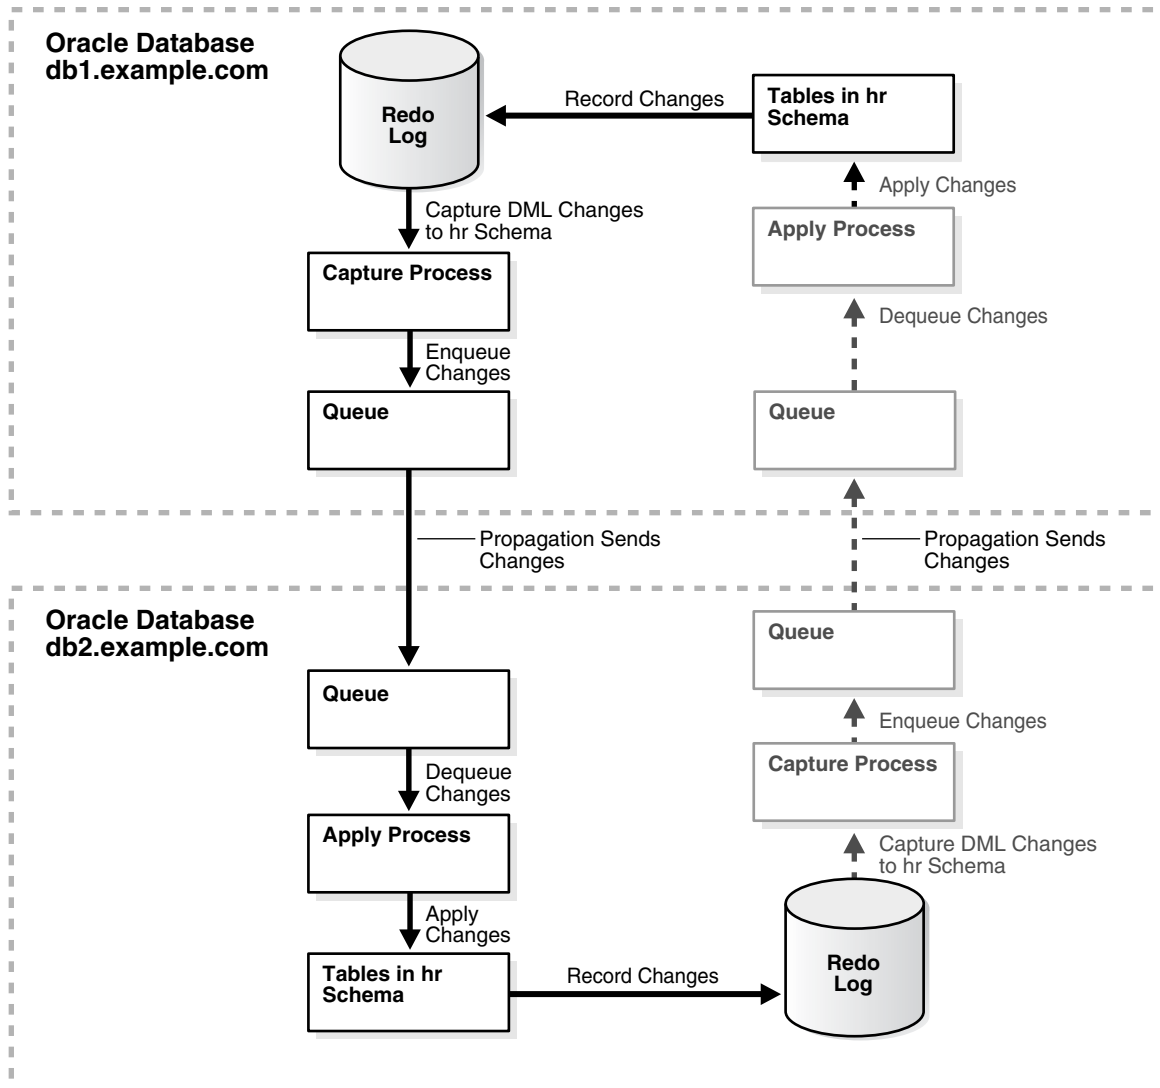 Oracle Database
db1.example.com
Redo
Log
Record Changes
Tables in hr
Schema
Capture DML Changes
to hr Schema
Apply Changes
Apply Process
Capture Process
Dequeue Changes
Enqueue
Changes
Queue
Queue
Propagation Sends
Changes
Propagation Sends
Changes
Oracle Database
db2.example.com
Queue
Queue
Enqueue Changes
Dequeue
Changes
Capture Process
Apply Process
Capture DML Changes
to hr Schema
Apply
Changes
Tables in hr
Schema
Record Changes
Redo
Log